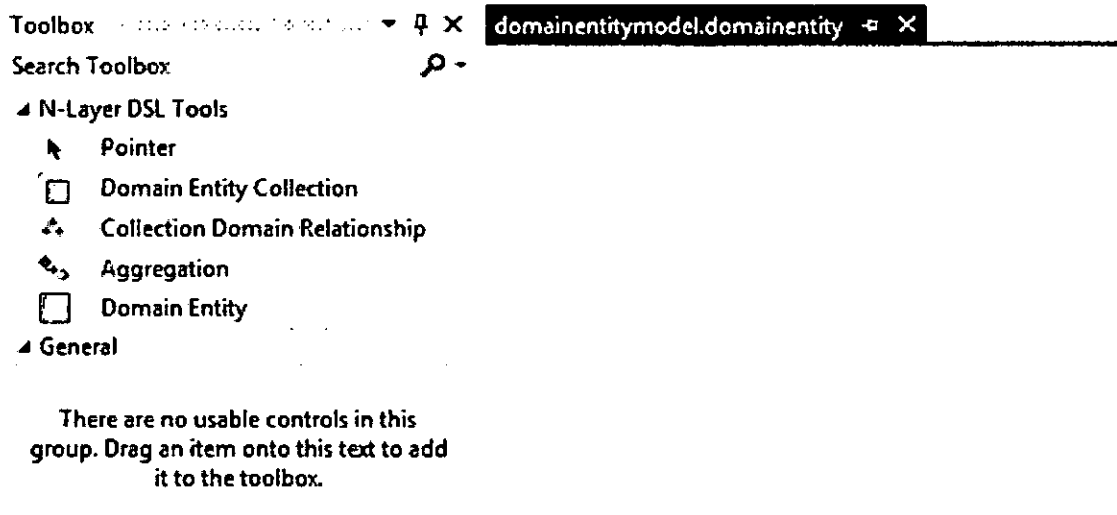 Toolbox
domainentitymodel.domainentity
Search Toolbox
N-Layer DSL Tools
Pointer
Domain Entity Collection
Collection Domain Relationship
Aggregation
Domain Entity
General
There are no usable controls in this
group. Drag an item onto this text to add
it to the toolbox.